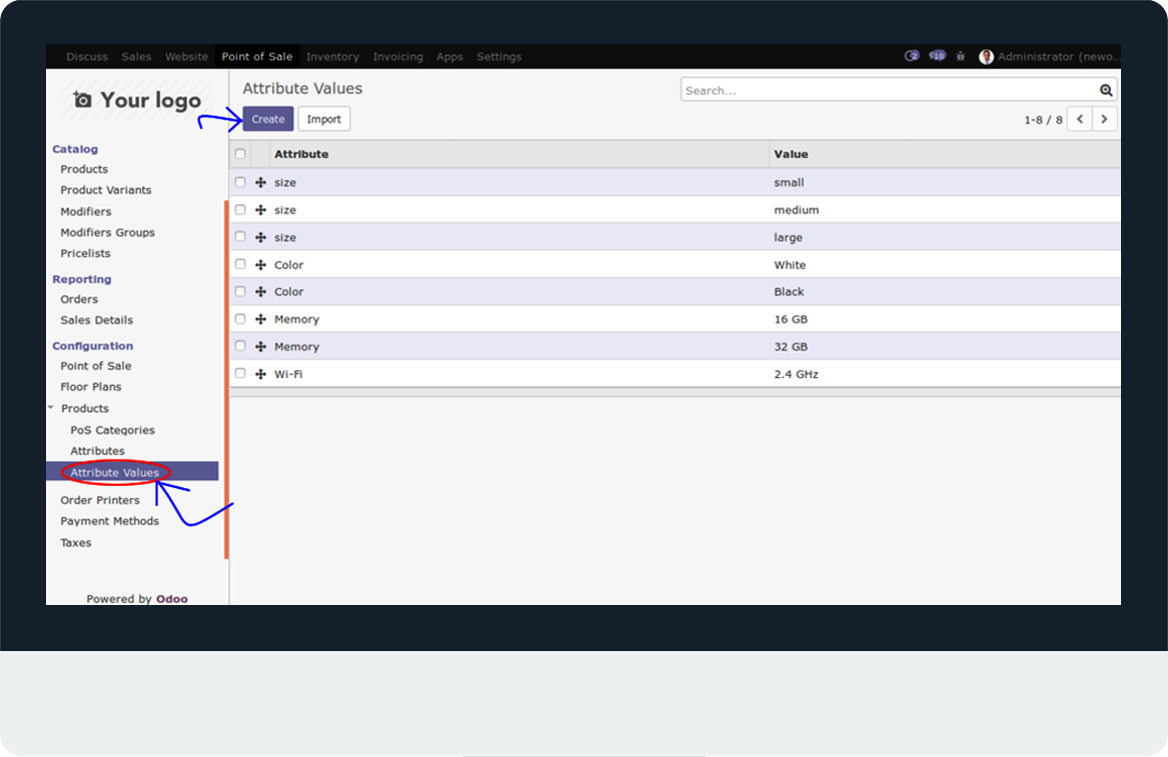 Discuss Sales Website Point of Sale Inventory Invoicing Apps Settings 2 10 Administrator (newo...
Your logo
Attribute Values
Search...
Create Import
1-8 / 8
Catalog
Products
Product Variants
Modifiers
Modifiers Groups
Pricelists
Reporting
Orders
Sales Details
Configuration
Point of Sale
Floor Plans
Products
PoS Categories
Attributes
Attribute Values
Order Printers
Payment Methods
Taxes
Powered by Odoo
Attribute Value
size small
size medium
size large
Color White
Color Black
Memory 16 GB
Memory 32 GB
Wi-Fi 2.4 GHz